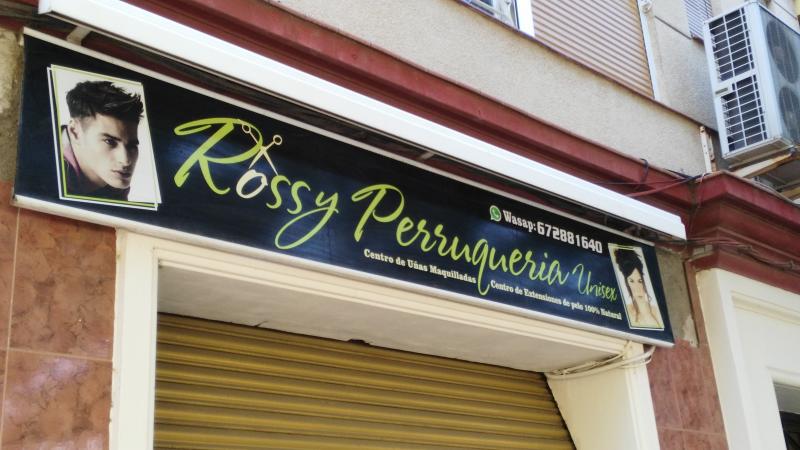 Rossy Perruqueria Unisex
Wasap:672881640
Centro de Uñas Maquilladas
Centro de Extensiones de pelo 100% Natural